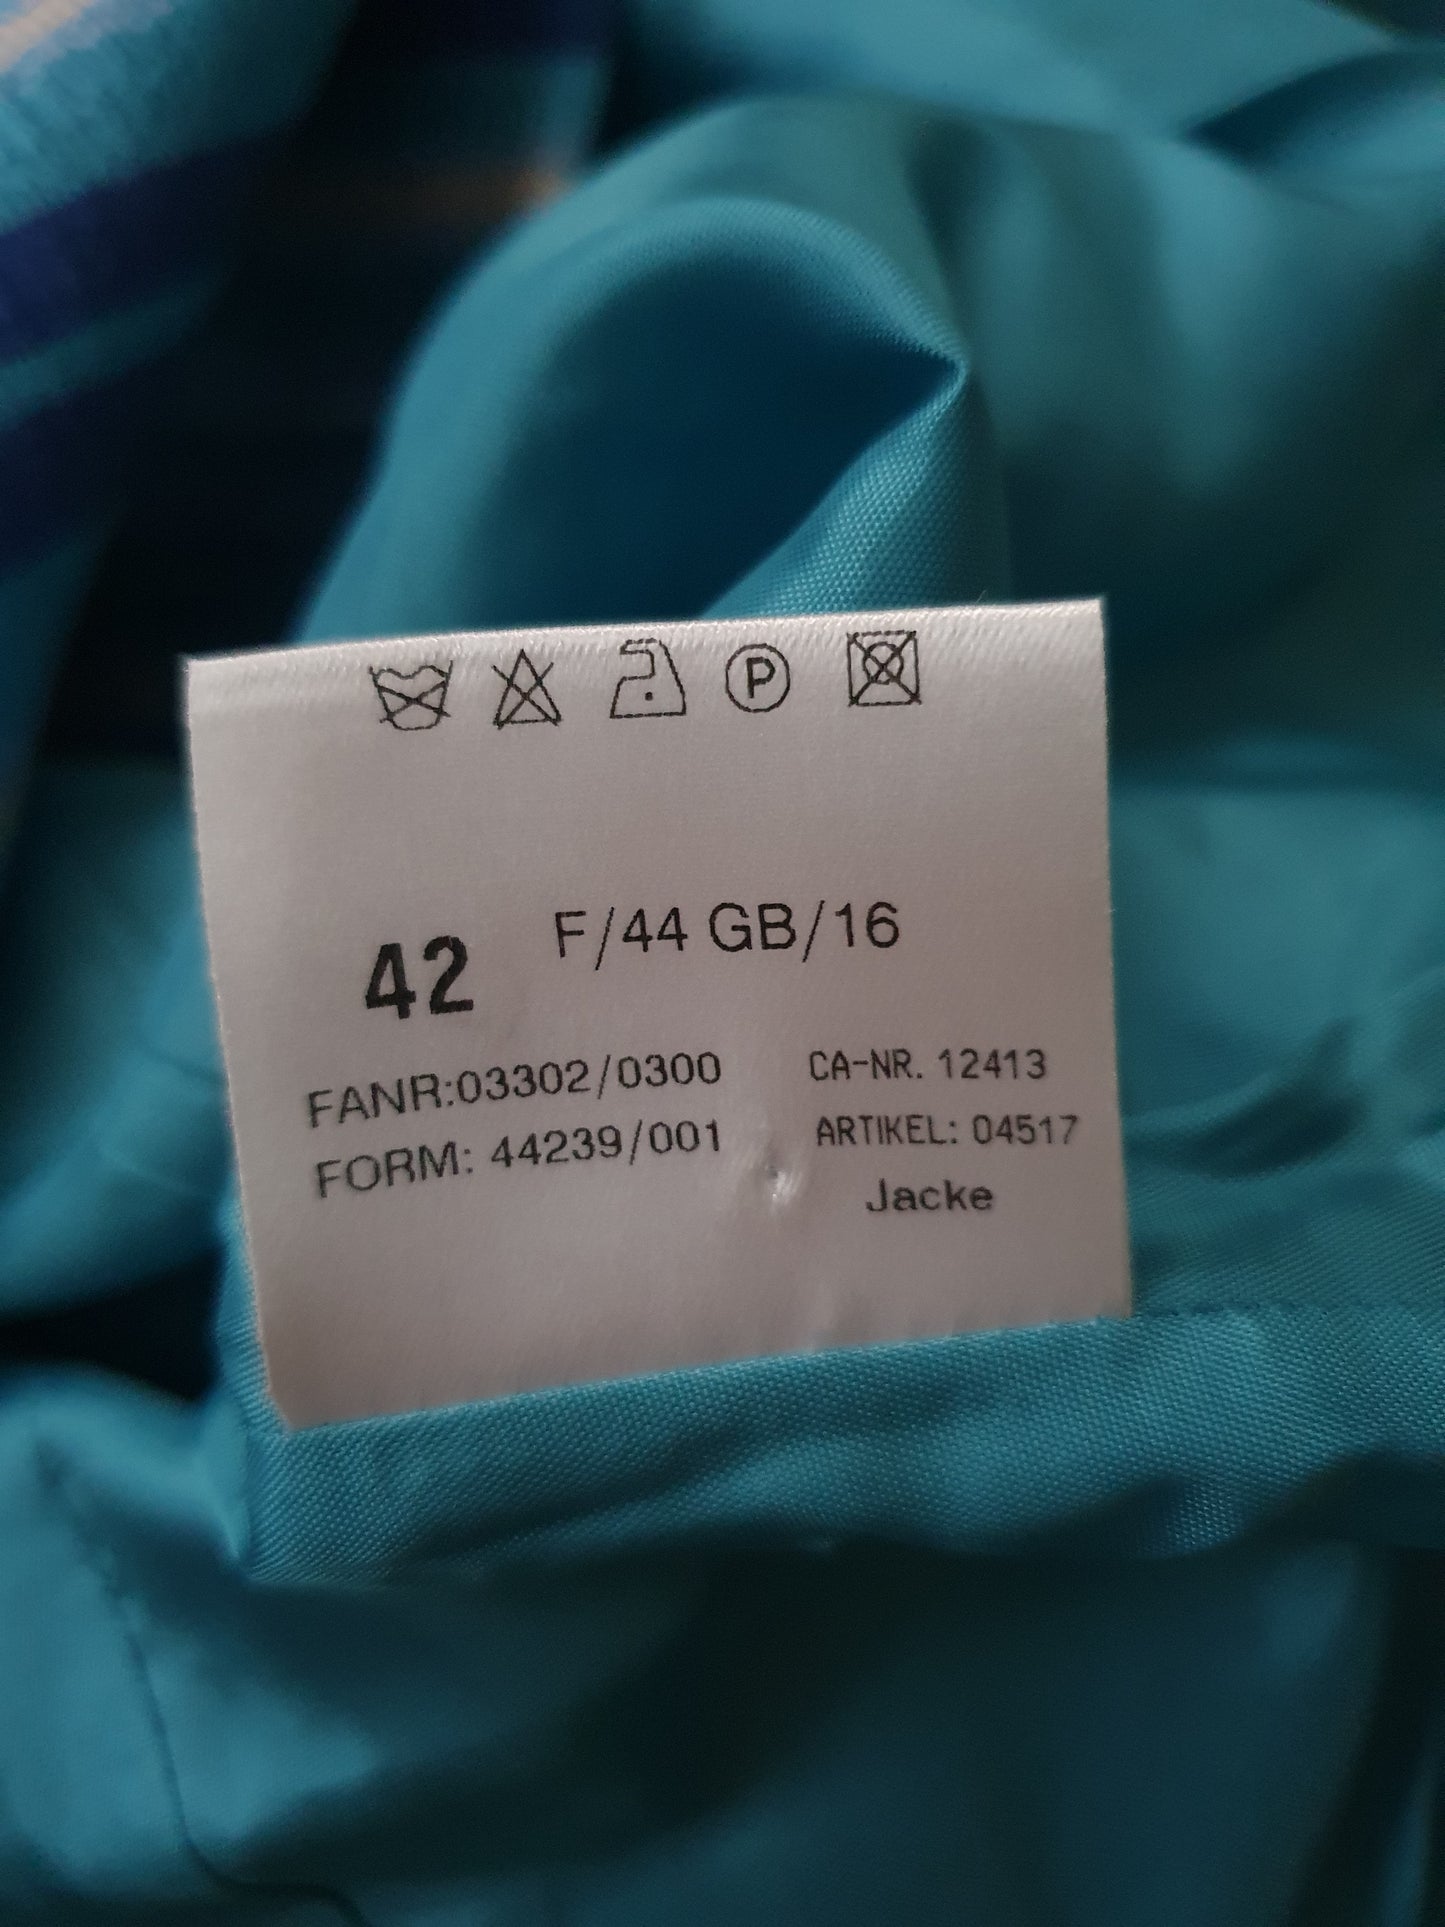 P
42 F/44 GB/16
FANR:03302/0300 CA-NR. 12413
FORM: 44239/001 ARTIKEL: 04517
Jacke